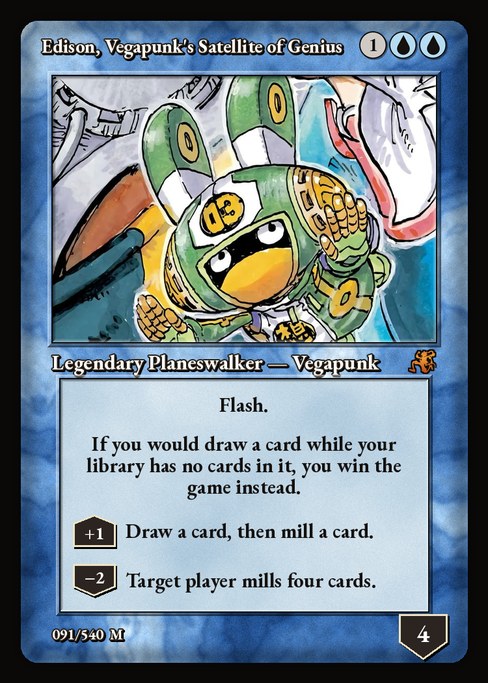 Edison, Vegapunk's Satellite of Genius 1
03
Legendary Planeswalker — Vegapunk
Flash.
If you would draw a card while your
library has no cards in it, you win the
game instead.
+1 Draw a card, then mill a card.
−2 Target player mills four cards.
091/540 M
4